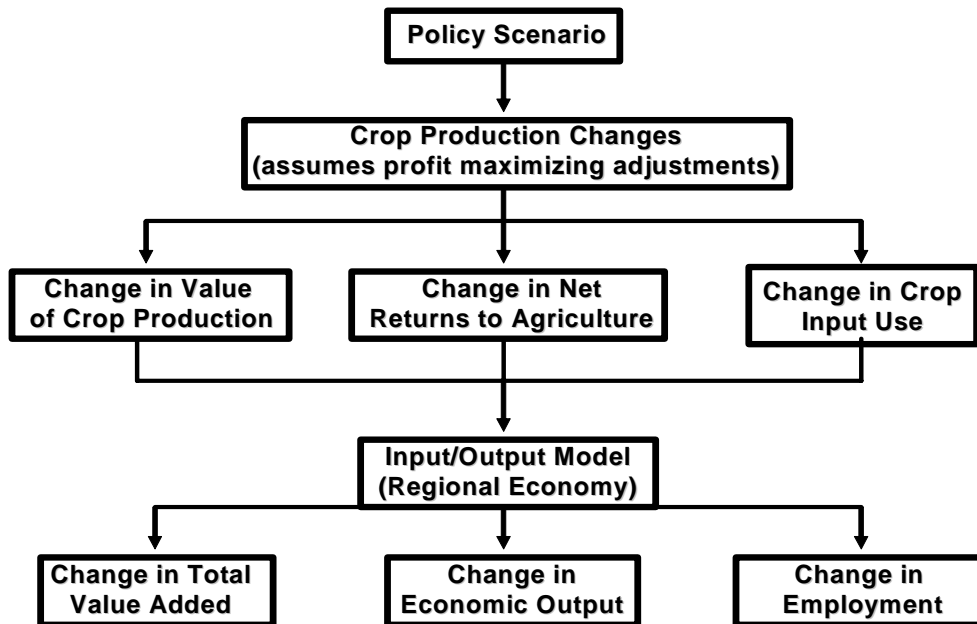 Policy Scenario
Crop Production Changes
(assumes profit maximizing adjustments)
Change in Value
of Crop Production
Change in Net
Returns to Agriculture
Change in Crop
Input Use
Input/Output Model
(Regional Economy)
Change in Total
Value Added
Change in
Economic Output
Change in
Employment